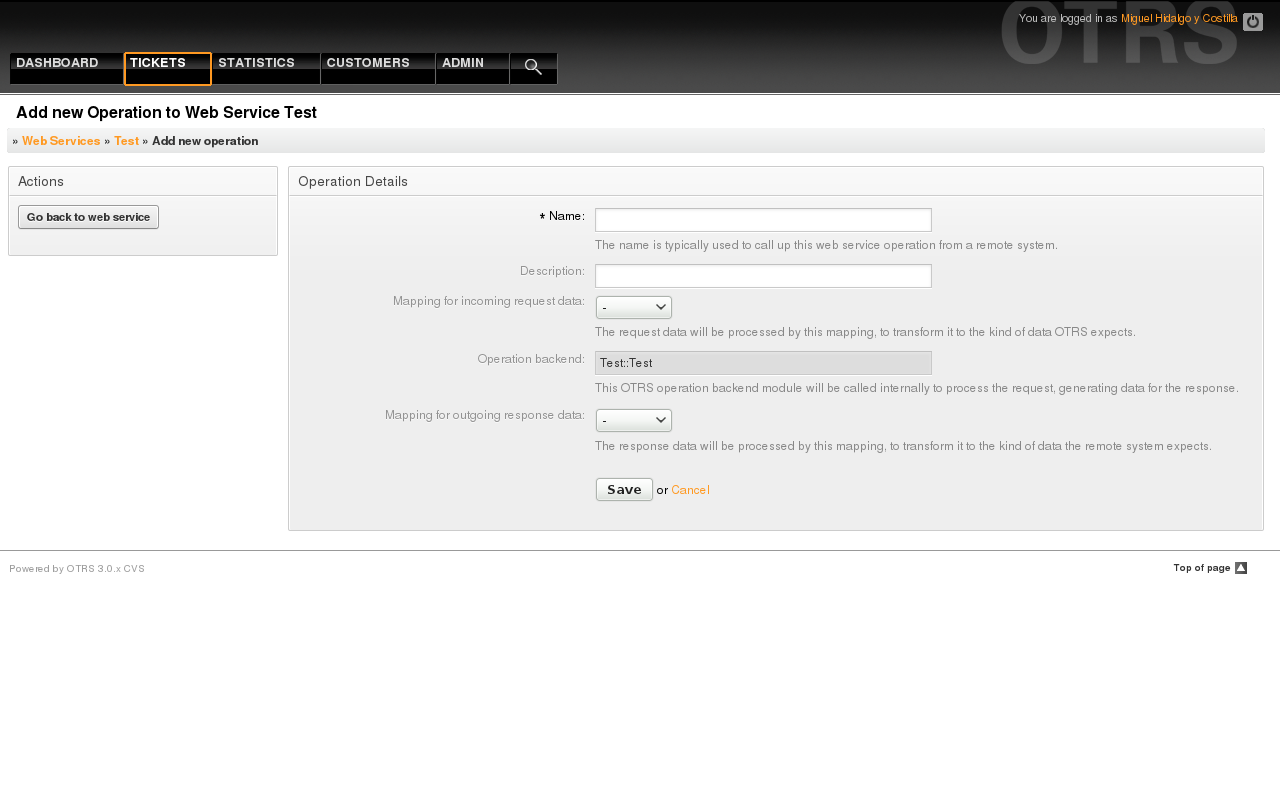 OTRS
You are logged in as Miguel Hidalgo y Costilla
DASHBOARD TICKETS STATISTICS CUSTOMERS ADMIN
Add new Operation to Web Service Test
» Web Services » Test » Add new operation
Actions
Go back to web service
Operation Details
* Name:
The name is typically used to call up this web service operation from a remote system.
Description:
Mapping for incoming request data: -
The request data will be processed by this mapping, to transform it to the kind of data OTRS expects.
Operation backend: Test::Test
This OTRS operation backend module will be called internally to process the request, generating data for the response.
Mapping for outgoing response data: -
The response data will be processed by this mapping, to transform it to the kind of data the remote system expects.
Save or Cancel
Powered by OTRS 3.0.x CVS
Top of page